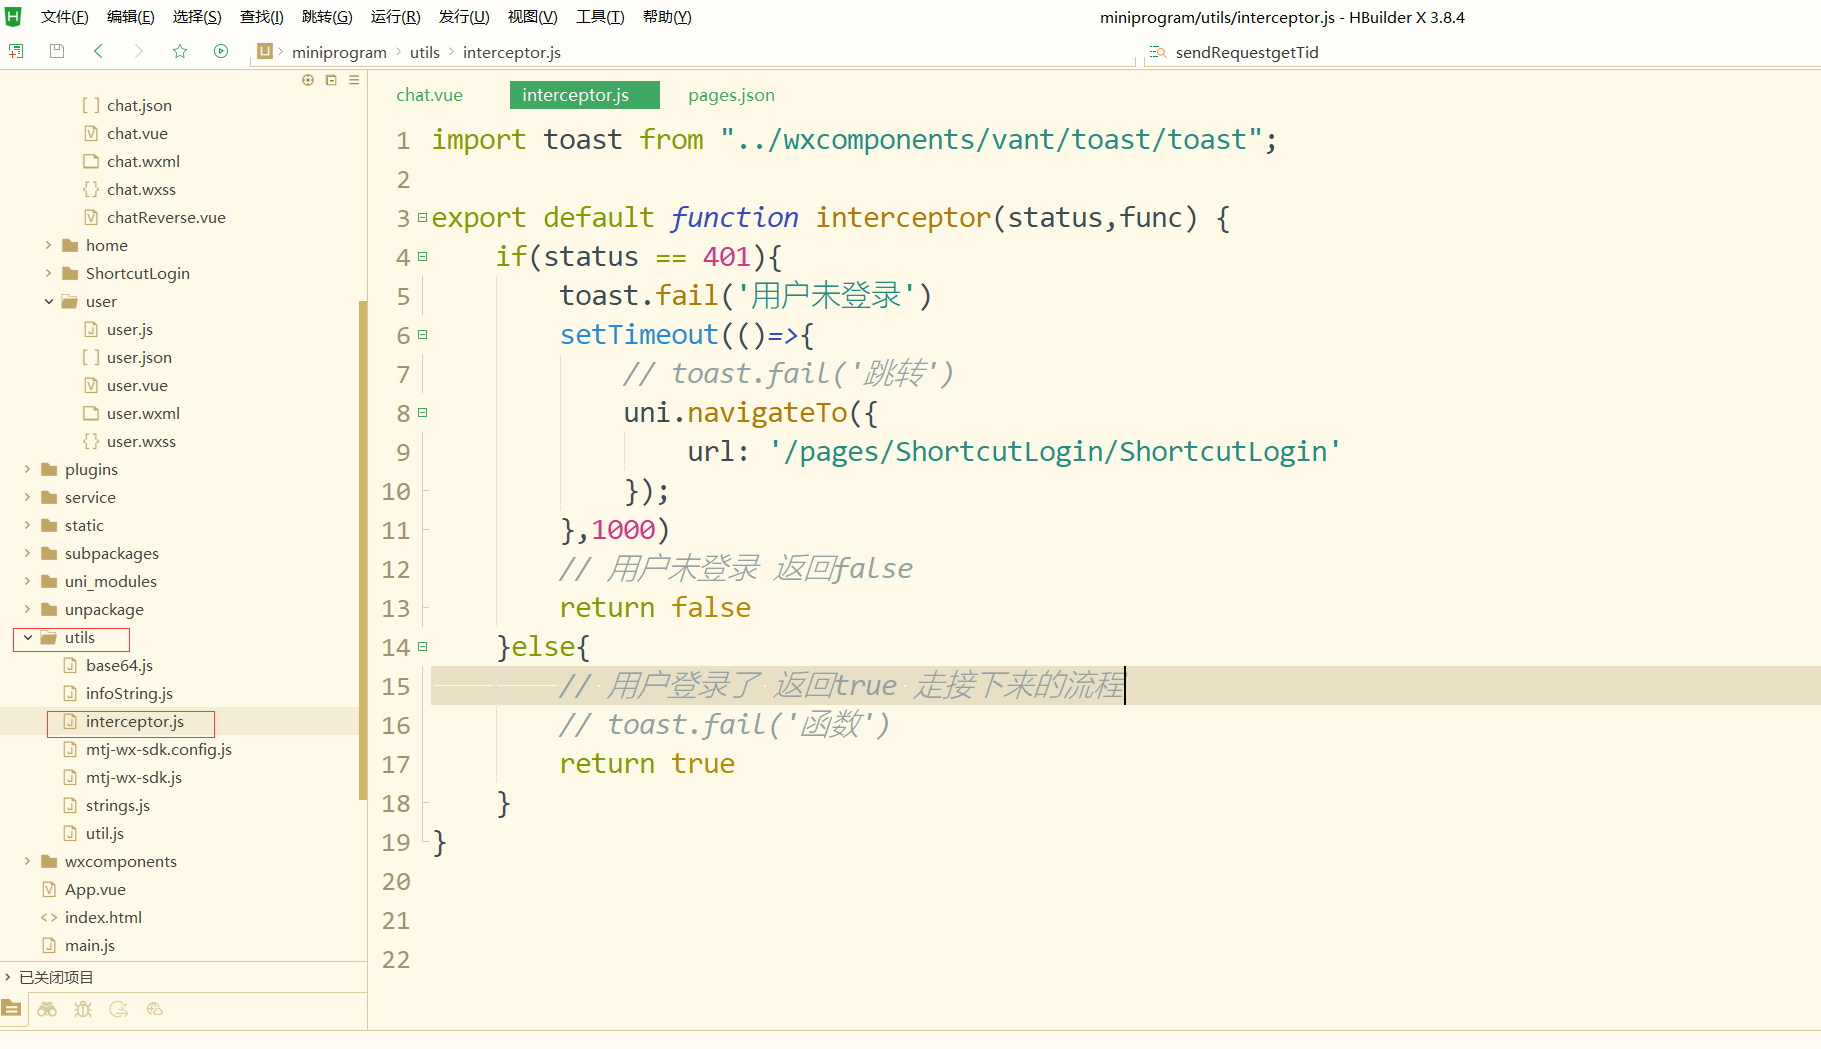 文件(F) 编辑(E) 选择(S) 查找(I) 跳转(G) 运行(R) 发行(U) 视图(V) 工具(T) 帮助(Y) miniprogram/utils/interceptor.js - HBuilder X 3.8.4
U miniprogram utils interceptor.js sendRequestgetTid
chat.json
chat.vue
chat.wxml
chat.wxss
chatReverse.vue
home
ShortcutLogin
user
user.js
user.json
user.vue
user.wxml
user.wxss
plugins
service
static
subpackages
uni_modules
unpackage
utils
base64.js
infoString.js
interceptor.js
mtj-wx-sdk.config.js
mtj-wx-sdk.js
strings.js
util.js
wxcomponents
App.vue
index.html
main.js
已关闭项目
chat.vue interceptor.js pages.json
1 import toast from "../wxcomponents/vant/toast/toast";
2
3 export default function interceptor(status,func) {
4 if(status == 401){
5 toast.fail('用户未登录')
6 setTimeout(()=>{
7 // toast.fail('跳转')
8 uni.navigateTo({
9 url: '/pages/ShortcutLogin/ShortcutLogin'
10 });
11 },1000)
12 // 用户未登录 返回false
13 return false
14 }else{
15 // 用户登录了 返回true 走接下来的流程
16 // toast.fail('函数')
17 return true
18 }
19 }
20
21
22